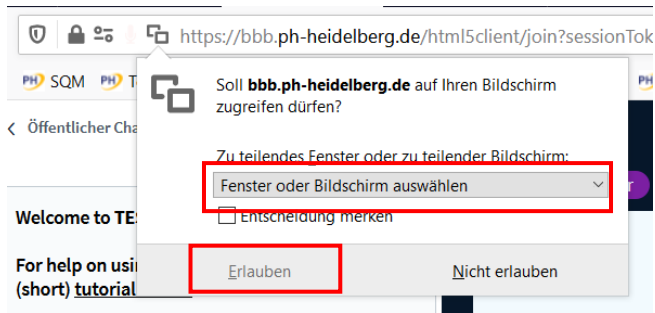 https://bbb.ph-heidelberg.de/html5client/join?sessionTok
PH SQM PH T PH
Soll bbb.ph-heidelberg.de auf Ihren Bildschirm
zugreifen dürfen?
Öffentlicher Cha
Zu teilendes Fenster oder zu teilender Bildschirm:
Fenster oder Bildschirm auswählen
Entscheidung merken
Welcome to TES
For help on usi
(short) tutorial
Erlauben Nicht erlauben